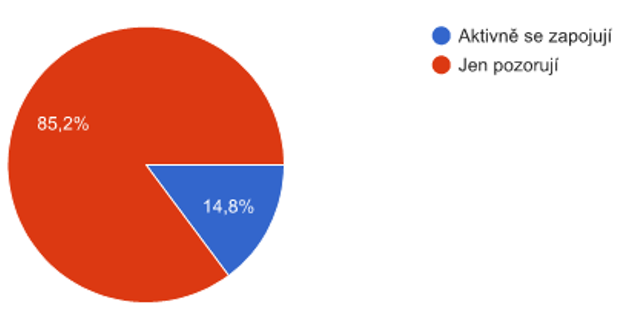 Aktivně se zapojují
Jen pozorují
85,2%
14,8%